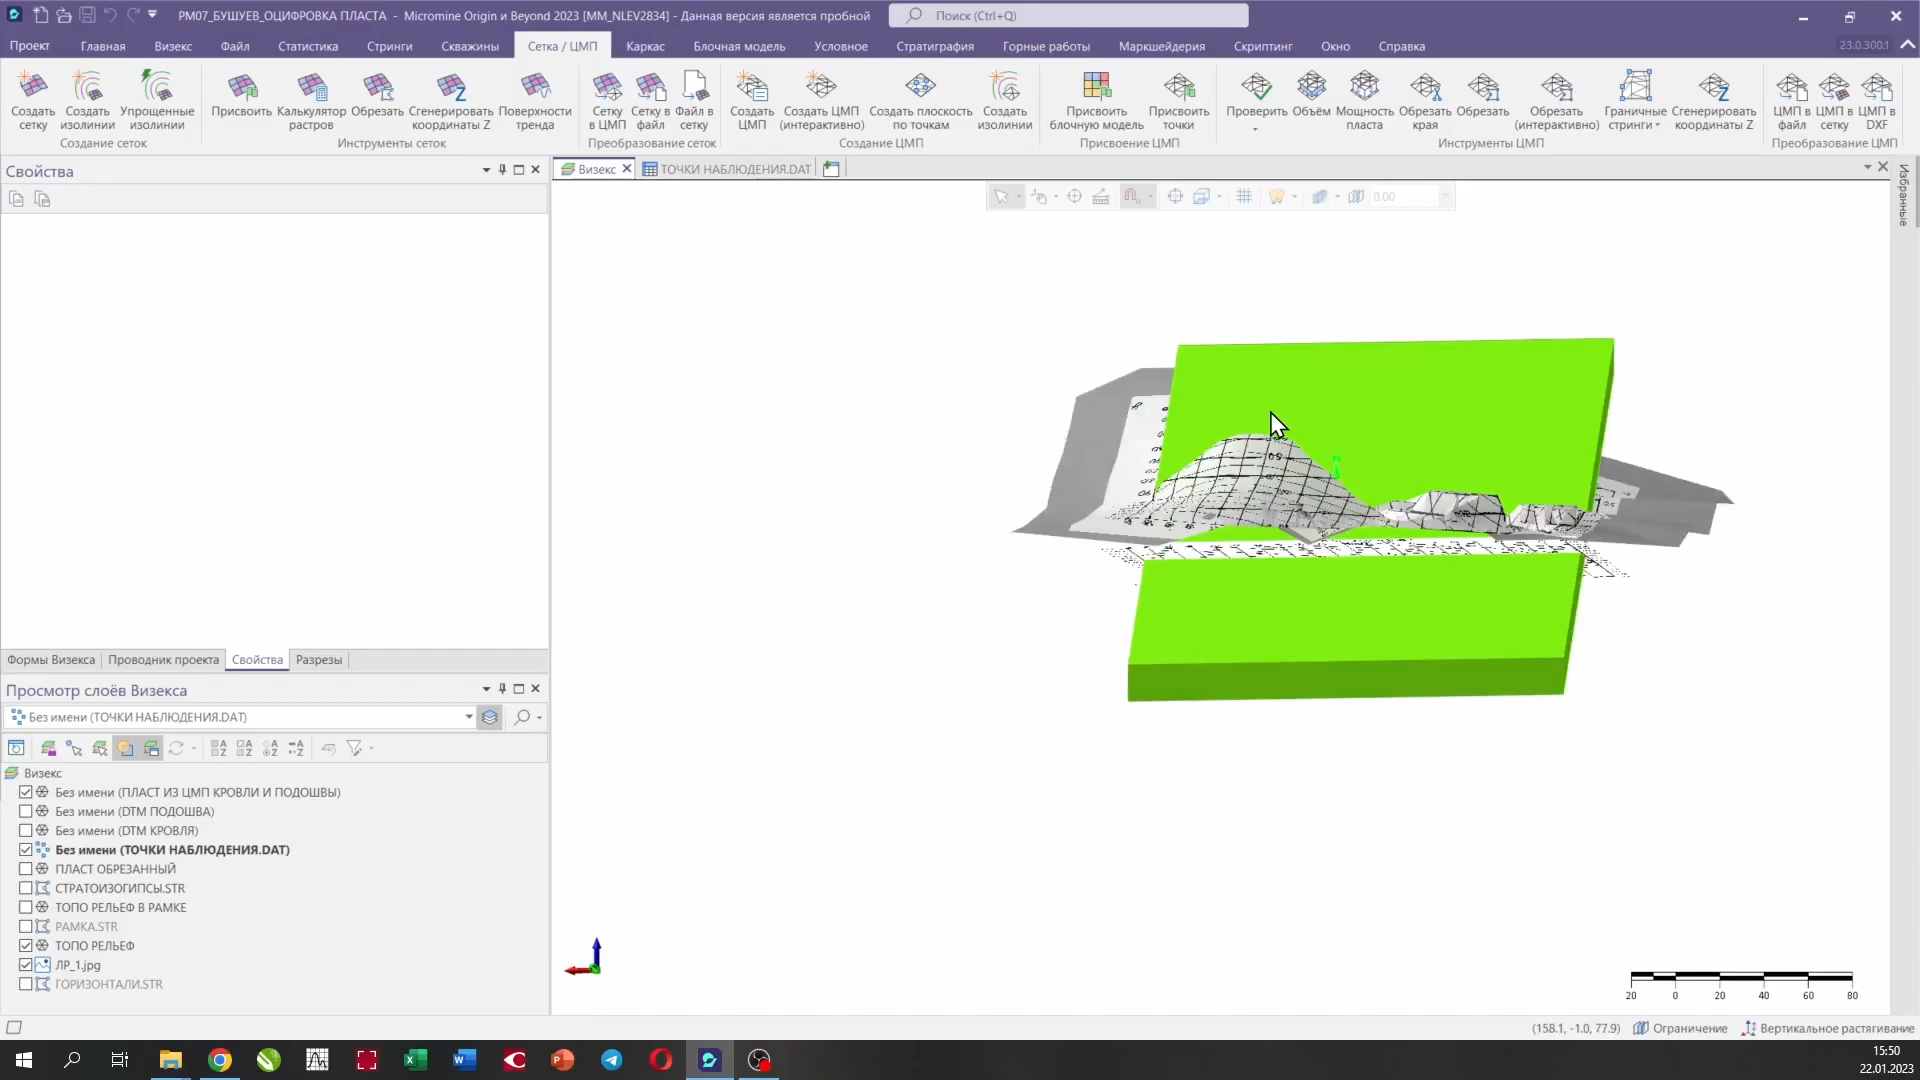 РМ07_БУШУЕВ_ОЦИФРОВКА ПЛАСТА - Micromine Origin и Beyond 2023 [MM_NLEV2834] - Данная версия является пробной
Поиск (Ctrl+Q)
Проект Главная Визекс Файл Статистика Стринги Скважины Сетка / ЦМП Каркас Блочная модель Условное Стратиграфия Горные работы Маркшейдерия Скриптинг Окно Справка
23.0.300.1
Создать сетку
Создать изолинии
Упрощенные изолинии
Присвоить
Калькулятор растров
Обрезать
Сгенерировать координаты Z
Поверхности тренда
Сетку в ЦМП
Сетку в файл
Файл в сетку
Создать ЦМП
Создать ЦМП (интерактивно)
Создать плоскость по точкам
Создать изолинии
Присвоить блочную модель
Присвоить точки
Проверить
Объём
Мощность пласта
Обрезать края
Обрезать
Обрезать (интерактивно)
Граничные стринги
Сгенерировать координаты Z
ЦМП в файл
ЦМП в сетку
ЦМП в DXF
Создание сеток Инструменты сеток Преобразование сеток Создание ЦМП Присвоение ЦМП Инструменты ЦМП Преобразование ЦМП
Свойства
Визекс
ТОЧКИ НАБЛЮДЕНИЯ.DAT
Избранные
0.00
Формы Визекса Проводник проекта Свойства Разрезы
Просмотр слоёв Визекса
Без имени (ТОЧКИ НАБЛЮДЕНИЯ.DAT)
Визекс
Без имени (ПЛАСТ ИЗ ЦМП КРОВЛИ И ПОДОШВЫ)
Без имени (DTM ПОДОШВА)
Без имени (DTM КРОВЛЯ)
Без имени (ТОЧКИ НАБЛЮДЕНИЯ.DAT)
ПЛАСТ ОБРЕЗАННЫЙ
СТРАТОИЗОГИПСЫ.STR
ТОПО РЕЛЬЕФ В РАМКЕ
РАМКА.STR
ТОПО РЕЛЬЕФ
ЛР_1.jpg
ГОРИЗОНТАЛИ.STR
20 0 20 40 60 80
(158.1, -1.0, 77.9) Ограничение Вертикальное растягивание
15:50
22.01.2023